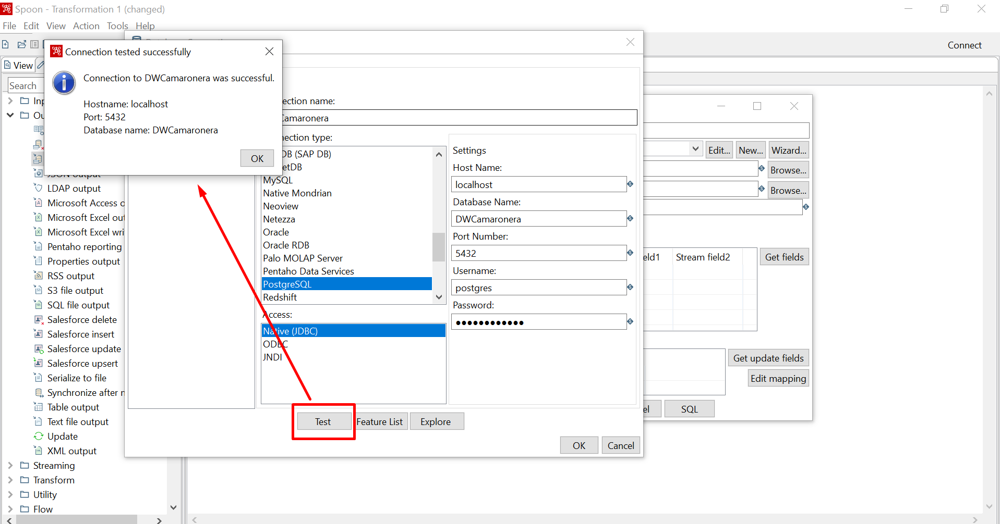 Spoon - Transformation 1 (changed)
File Edit View Action Tools Help
Connect
View
Search
Connection tested successfully
Connection to DWCamaronera was successful.
Hostname: localhost
Port: 5432
Database name: DWCamaronera
OK
ection name:
amaronera
ection type:
DB (SAP DB)
etDB
MySQL
Native Mondrian
Neoview
Netezza
Oracle
Oracle RDB
Palo MOLAP Server
Pentaho Data Services
PostgreSQL
Redshift
Access:
Native (JDBC)
ODBC
JNDI
Settings
Host Name:
localhost
Database Name:
DWCamaronera
Port Number:
5432
Username:
postgres
Password:
●●●●●●●●●●●●
Test
Feature List
Explore
OK
Cancel
Inp
Ou
JSON output
LDAP output
Microsoft Access o
Microsoft Excel out
Microsoft Excel wri
Pentaho reporting
Properties output
RSS output
S3 file output
SQL file output
Salesforce delete
Salesforce insert
Salesforce update
Salesforce upsert
Serialize to file
Synchronize after
Table output
Text file output
Update
XML output
Streaming
Transform
Utility
Flow
Edit...
New...
Wizard...
Browse...
Browse...
eld1
Stream field2
Get fields
Get update fields
Edit mapping
el
SQL